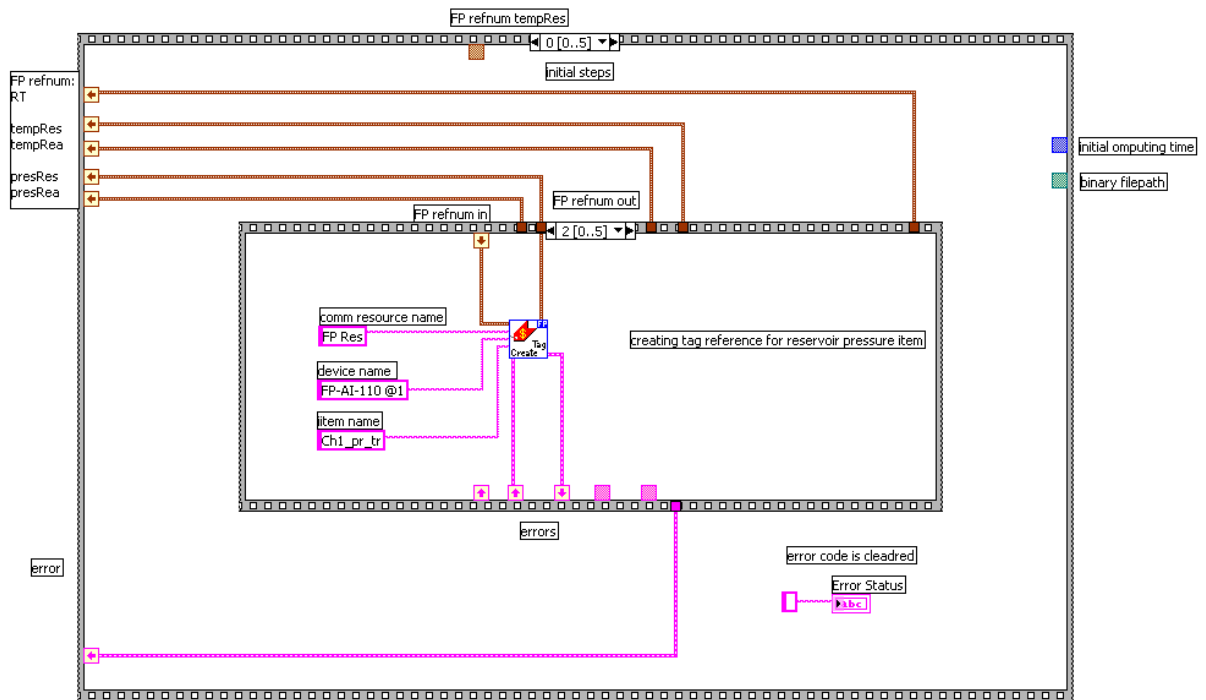 FP refnum tempRes
0 [0..5]
initial steps
FP refnum:
RT
tempRes
tempRea
presRes
presRea
initial omputing time
binary filepath
FP refnum in
FP refnum out
2 [0..5]
comm resource name
FP Res
device name
FP-AI-110 @1
item name
Ch1_pr_tr
FP
Tag
Create
creating tag reference for reservoir pressure item
errors
error
error code is cleadred
Error Status
abc